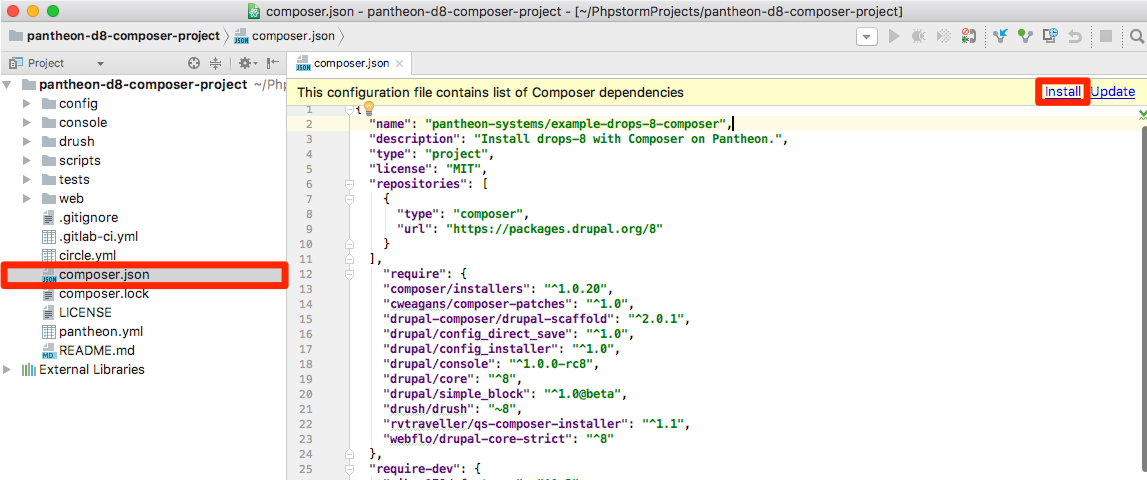 composer.json - pantheon-d8-composer-project - [~/PhpstormProjects/pantheon-d8-composer-project]
pantheon-d8-composer-project composer.json
Project
composer.json
pantheon-d8-composer-project ~/Php
config
console
drush
scripts
tests
web
.gitignore
.gitlab-ci.yml
circle.yml
composer.json
composer.lock
LICENSE
pantheon.yml
README.md
External Libraries
This configuration file contains list of Composer dependencies Install Update
1 {
2 "name": "pantheon-systems/example-drops-8-composer",
3 "description": "Install drops-8 with Composer on Pantheon.",
4 "type": "project",
5 "license": "MIT",
6 "repositories": [
7 {
8 "type": "composer",
9 "url": "https://packages.drupal.org/8"
10 }
11 ],
12 "require": {
13 "composer/installers": "^1.0.20",
14 "cweagans/composer-patches": "^1.0",
15 "drupal-composer/drupal-scaffold": "^2.0.1",
16 "drupal/config_direct_save": "^1.0",
17 "drupal/config_installer": "^1.0",
18 "drupal/console": "^1.0.0-rc8",
19 "drupal/core": "^8",
20 "drupal/simple_block": "^1.0@beta",
21 "drush/drush": "~8",
22 "rvtraveller/qs-composer-installer": "^1.1",
23 "webflo/drupal-core-strict": "^8"
24 },
25 "require-dev": {